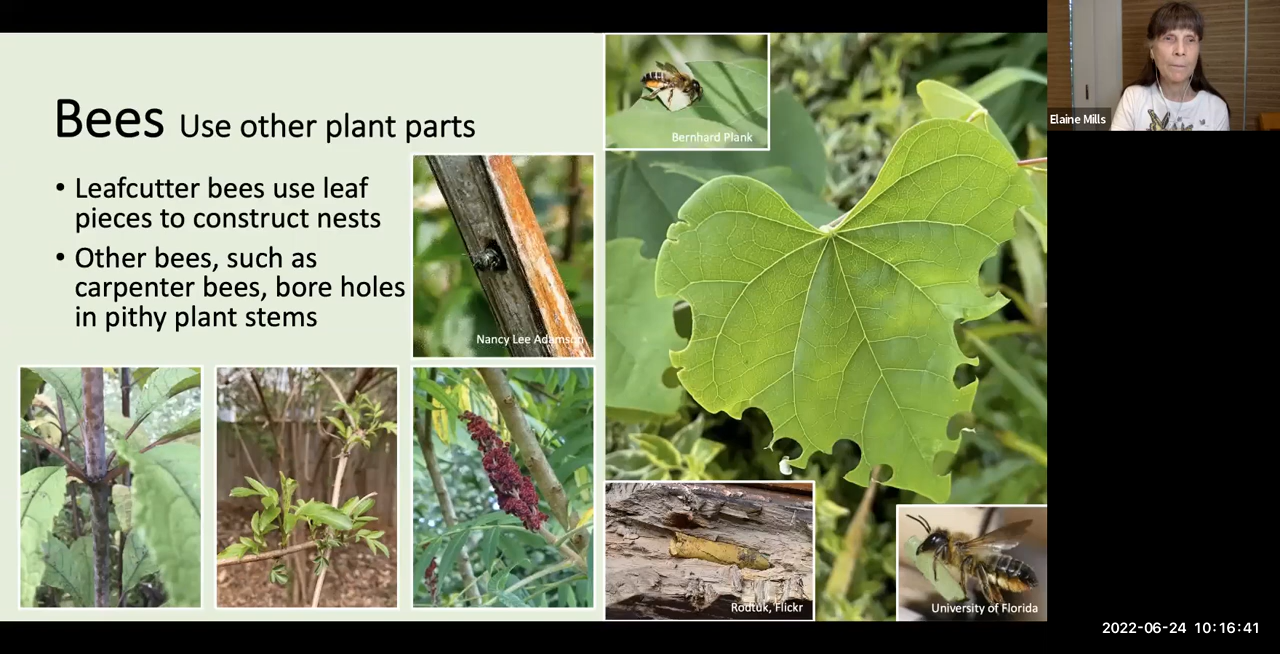 Bees Use other plant parts
• Leafcutter bees use leaf
pieces to construct nests
• Other bees, such as
carpenter bees, bore holes
in pithy plant stems
Nancy Lee Adamson
Bernhard Plank
Rodtuk, Flickr
University of Florida
Elaine Mills
2022-06-24 10:16:41